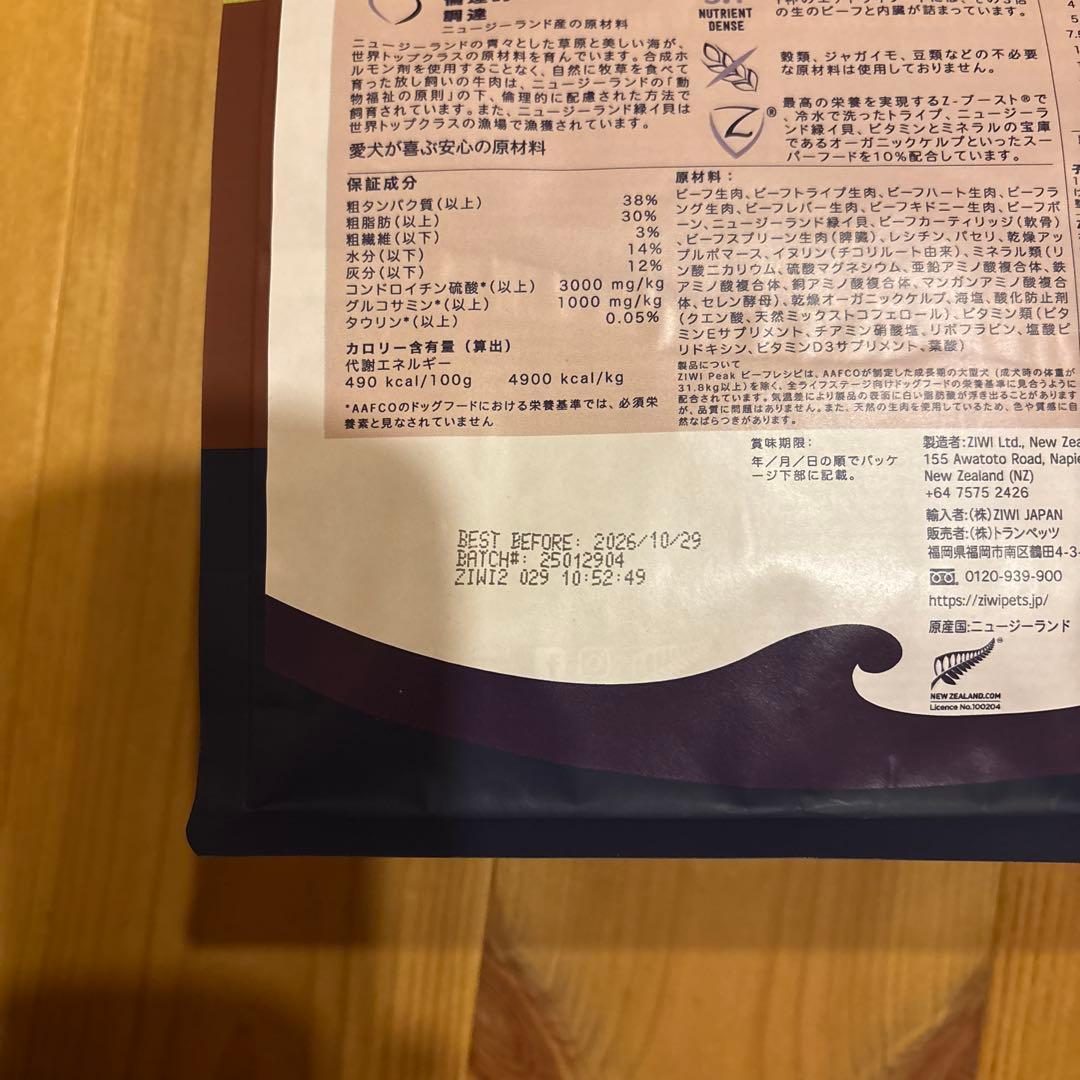 調達
ニュージーランド産の原材料
ニュージーランドの青々とした草原と美しい海が、
世界トップクラスの原材料を育んでいます。合成ホ
ルモン剤を使用することなく、自然に牧草を食べて
育った放し飼いの牛肉は、ニュージーランドの「動
物福祉の原則」の下、倫理的に配慮された方法で
飼育されています。また、ニュージーランド緑イ貝は
世界トップクラスの漁場で漁獲されています。
愛犬が喜ぶ安心の原材料
NUTRIENT
DENSE
の生のビーフと内臓が詰まっています。
穀類、ジャガイモ、豆類などの不必要
な原材料は使用しておりません。
Z®
最高の栄養を実現するZ-ブースト®で
、冷水で洗ったトライプ、ニュージーラ
ンド緑イ貝、ビタミンとミネラルの宝庫
であるオーガニックケルプといったスー
パーフードを10%配合しています。
保証成分
粗タンパク質(以上) 38%
粗脂肪(以上) 30%
粗繊維(以下) 3%
水分(以下) 14%
灰分(以下) 12%
コンドロイチン硫酸*(以上) 3000 mg/kg
グルコサミン*(以上) 1000 mg/kg
タウリン*(以上) 0.05%
カロリー含有量(算出)
代謝エネルギー
490 kcal/100g 4900 kcal/kg
*AAFCOのドッグフードにおける栄養基準では、必須栄
養素と見なされていません
原材料:
ビーフ生肉、ビーフトライプ生肉、ビーフハート生肉、ビーフラ
ング生肉、ビーフレバー生肉、ビーフキドニー生肉、ビーフボ
ーン、ニュージーランド緑イ貝、ビーフカーティリッジ(軟骨)
、ビーフスプリーン生肉(脾臓)、レシチン、パセリ、乾燥アッ
プルポマース、イヌリン(チコリルート由来)、ミネラル類(リ
ン酸ニカリウム、硫酸マグネシウム、亜鉛アミノ酸複合体、鉄
アミノ酸複合体、銅アミノ酸複合体、マンガンアミノ酸複合
体、セレン酵母)、乾燥オーガニックケルプ、海塩、酸化防止剤
(クエン酸、天然ミックストコフェロール)、ビタミン類(ビタ
ミンEサプリメント、チアミン硝酸塩、リボフラビン、塩酸ピ
リドキシン、ビタミンD3サプリメント、葉酸)
製品について
ZIWI Peak ビーフレシピは、AAFCOが制定した成長期の大型犬(成犬時の体重が
31.8kg以上)を除く、全ライフステージ向けドッグフードの栄養基準に見合うように
配合されています。気温差により製品の表面に白い脂肪酸が浮き出ることがあります
が、品質に問題はありません。また、天然の生肉を使用しているため、色や質感に自
然なばらつきがあります。
賞味期限:
年/月/日の順でパッケ
ージ下部に記載。
製造者:ZIWI Ltd., New Zea
155 Awatoto Road, Napie
New Zealand (NZ)
+64 7575 2426
輸入者:(株)ZIWI JAPAN
販売者:(株)トランペッツ
福岡県福岡市南区鶴田4-3-
0120-939-900
https://ziwipets.jp/
原産国:ニュージーランド
NEW ZEALAND.COM
Licence No.100204
BEST BEFORE: 2026/10/29
BATCH#: 25012904
ZIWI2 029 10:52:49